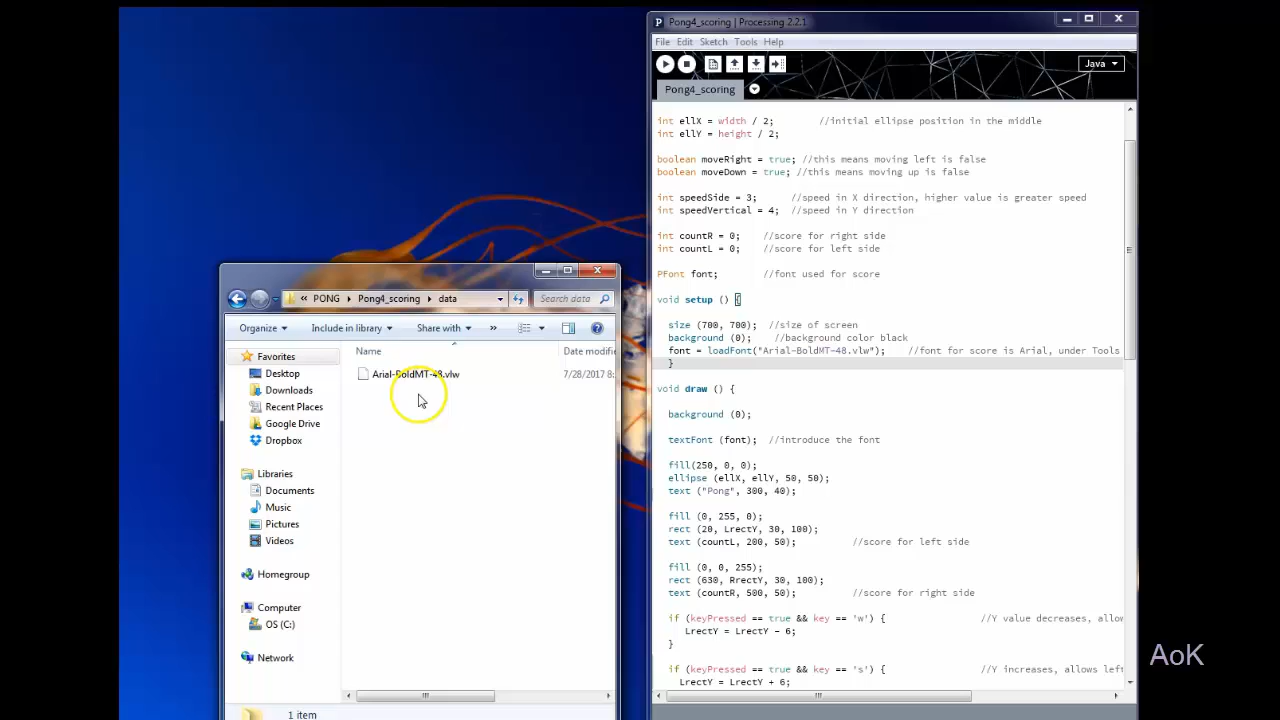 Pong4_scoring | Processing 2.2.1
File Edit Sketch Tools Help
Java
Pong4_scoring
int ellX = width / 2; //initial ellipse position in the middle
int ellY = height / 2;
boolean moveRight = true; //this means moving left is false
boolean moveDown = true; //this means moving up is false
int speedSide = 3; //speed in X direction, higher value is greater speed
int speedVertical = 4; //speed in Y direction
int countR = 0; //score for right side
int countL = 0; //score for left side
PFont font; //font used for score
void setup () {
size (700, 700); //size of screen
background (0); //background color black
font = loadFont("Arial-BoldMT-48.vlw"); //font for score is Arial, under Tools
}
void draw () {
background (0);
textFont (font); //introduce the font
fill(250, 0, 0);
ellipse (ellX, ellY, 50, 50);
text ("Pong", 300, 40);
fill (0, 255, 0);
rect (20, LrectY, 30, 100);
text (countL, 200, 50); //score for left side
fill (0, 0, 255);
rect (630, RrectY, 30, 100);
text (countR, 500, 50); //score for right side
if (keyPressed == true && key == 'w') { //Y value decreases, allow
LrectY = LrectY - 6;
}
if (keyPressed == true && key == 's') { //Y increases, allows left
LrectY = LrectY + 6;
« PONG Pong4_scoring data
Search data
Organize Include in library Share with »
Name Date modifie
Favorites
Arial-BoldMT-48.vlw 7/28/2017 8:
Desktop
Downloads
Recent Places
Google Drive
Dropbox
Libraries
Documents
Music
Pictures
Videos
Homegroup
Computer
OS (C:)
Network
1 item
AoK